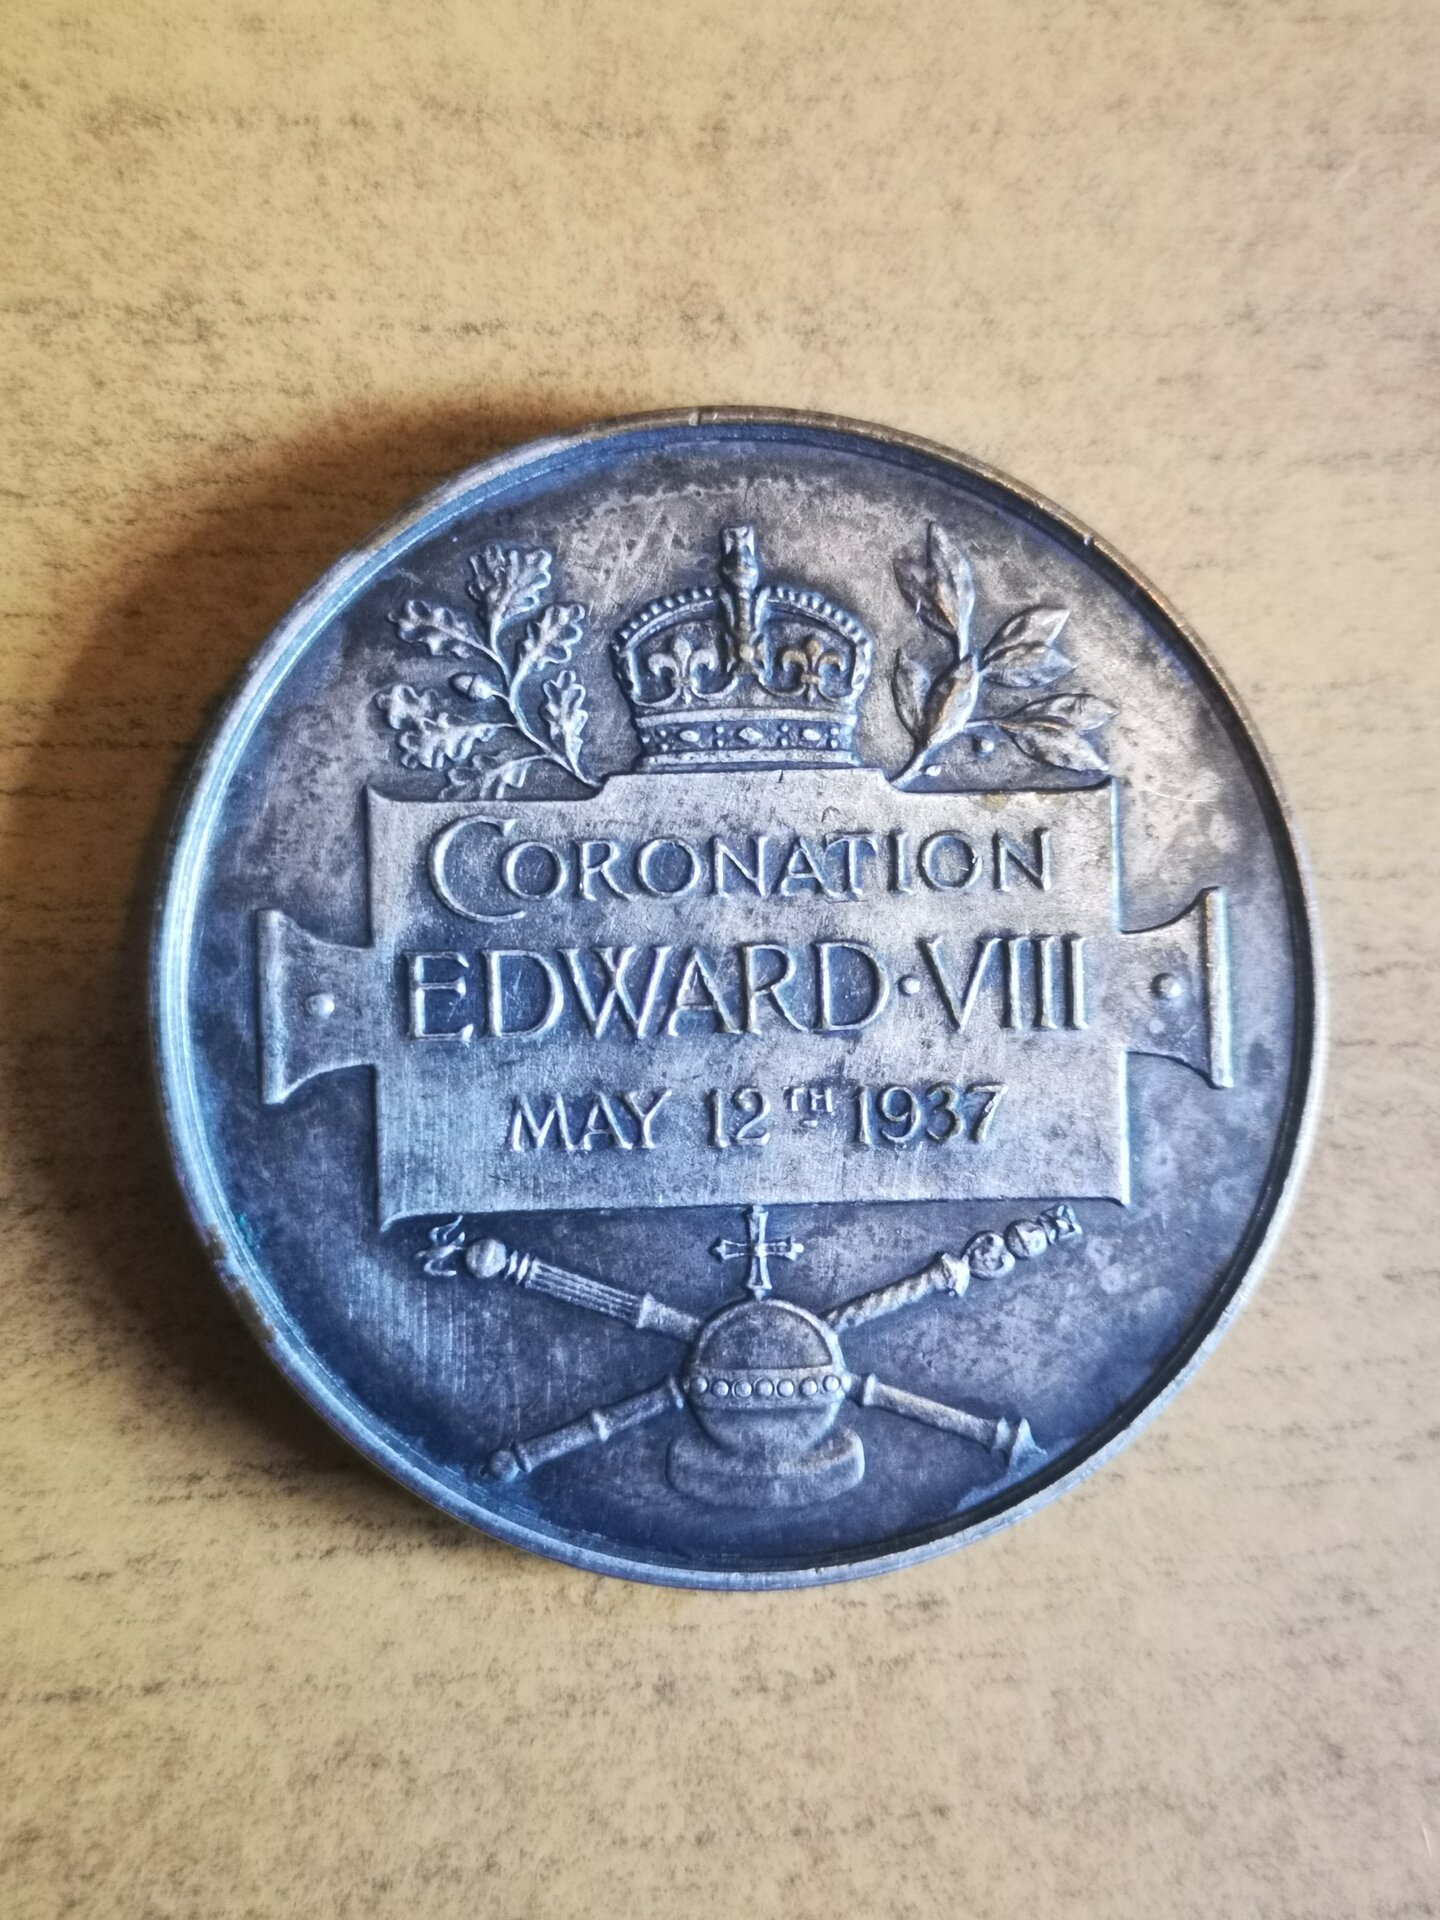 CORONATION
EDWARD·VIII
MAY 12TH 1937